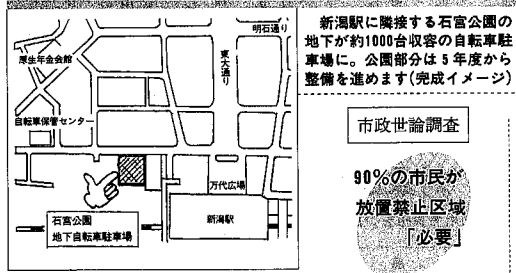 明石通り
厚生年金会館
東大通り
自転車保管センター
万代広場
新潟駅
石宮公園
地下自転車駐車場
新潟駅に隣接する石宮公園の
地下が約1000台収容の自転車駐
車場に。公園部分は5年度から
整備を進めます(完成イメージ)
市政世論調査
90%の市民が
放置禁止区域
「必要」